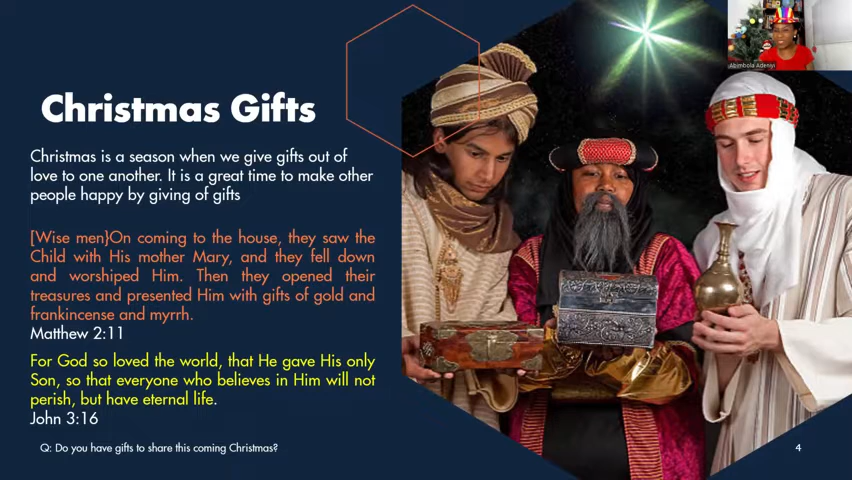 Abimbola Adeniyi
Christmas Gifts
Christmas is a season when we give gifts out of
love to one another. It is a great time to make other
people happy by giving of gifts
[Wise men}On coming to the house, they saw the
Child with His mother Mary, and they fell down
and worshiped Him. Then they opened their
treasures and presented Him with gifts of gold and
frankincense and myrrh.
Matthew 2:11
For God so loved the world, that He gave His only
Son, so that everyone who believes in Him will not
perish, but have eternal life.
John 3:16
Q: Do you have gifts to share this coming Christmas?
4